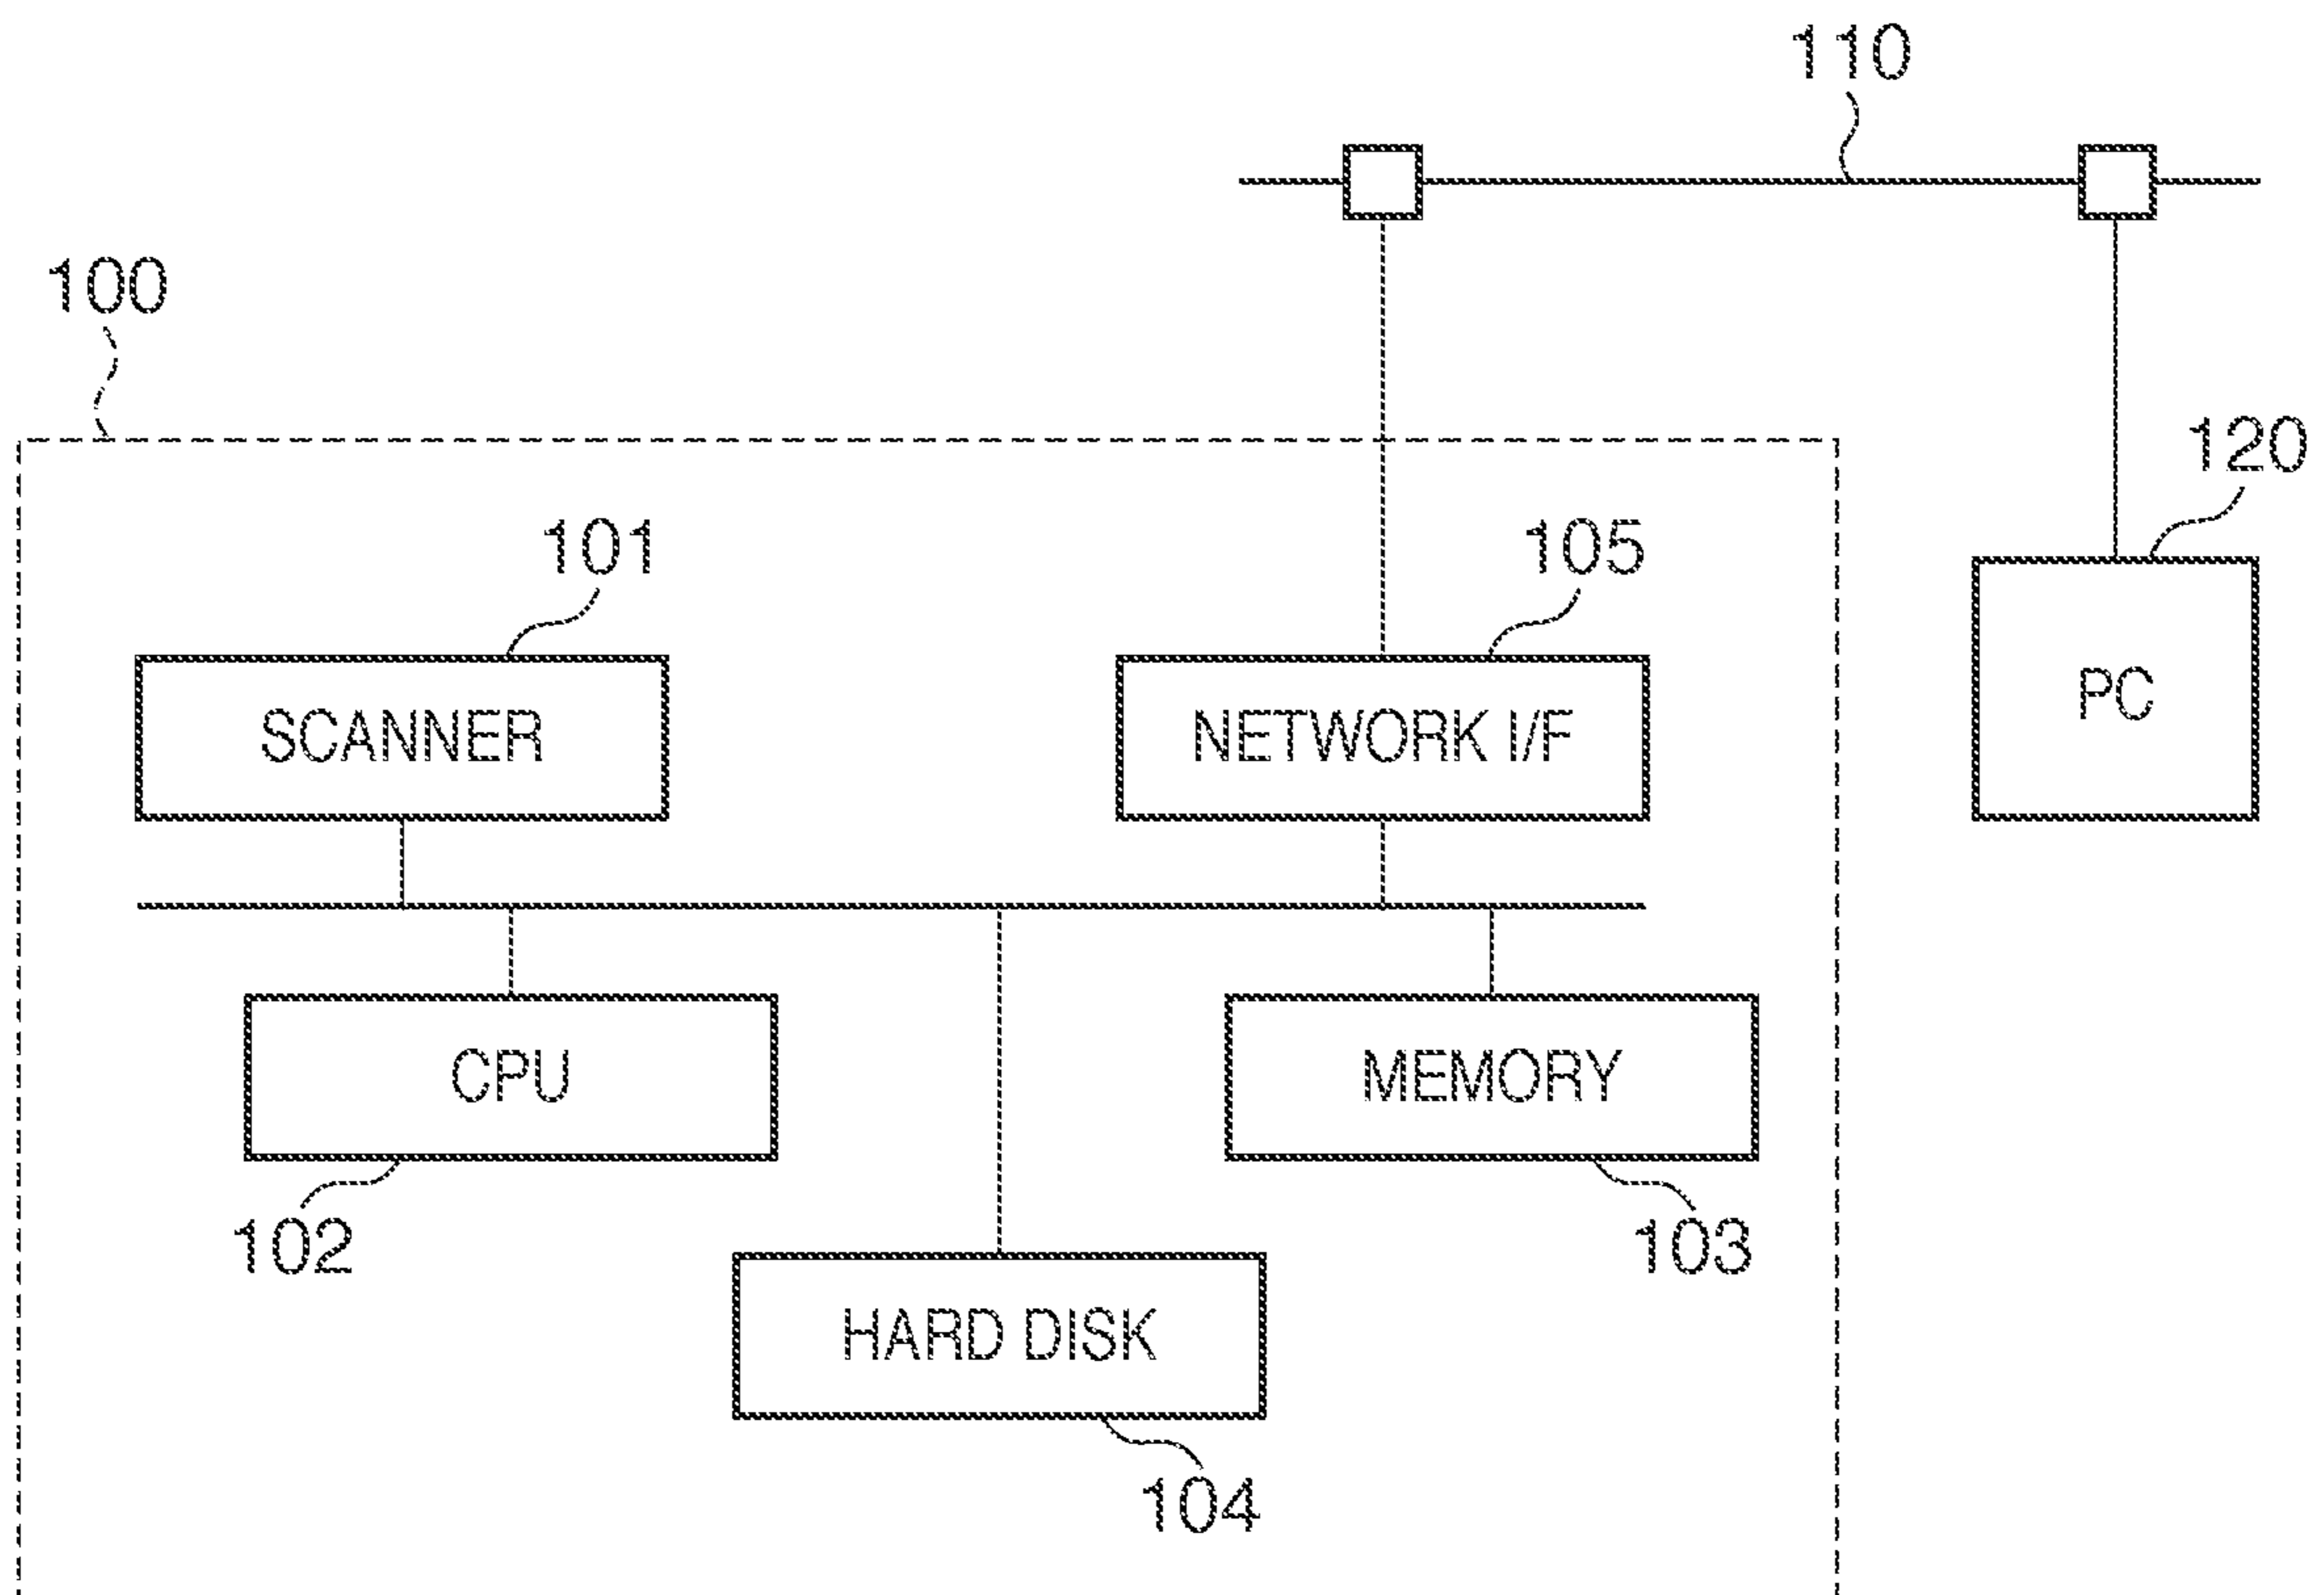 110
100
120
101
105
SCANNER
NETWORK I/F
PC
CPU
MEMORY
102
103
HARD DISK
104